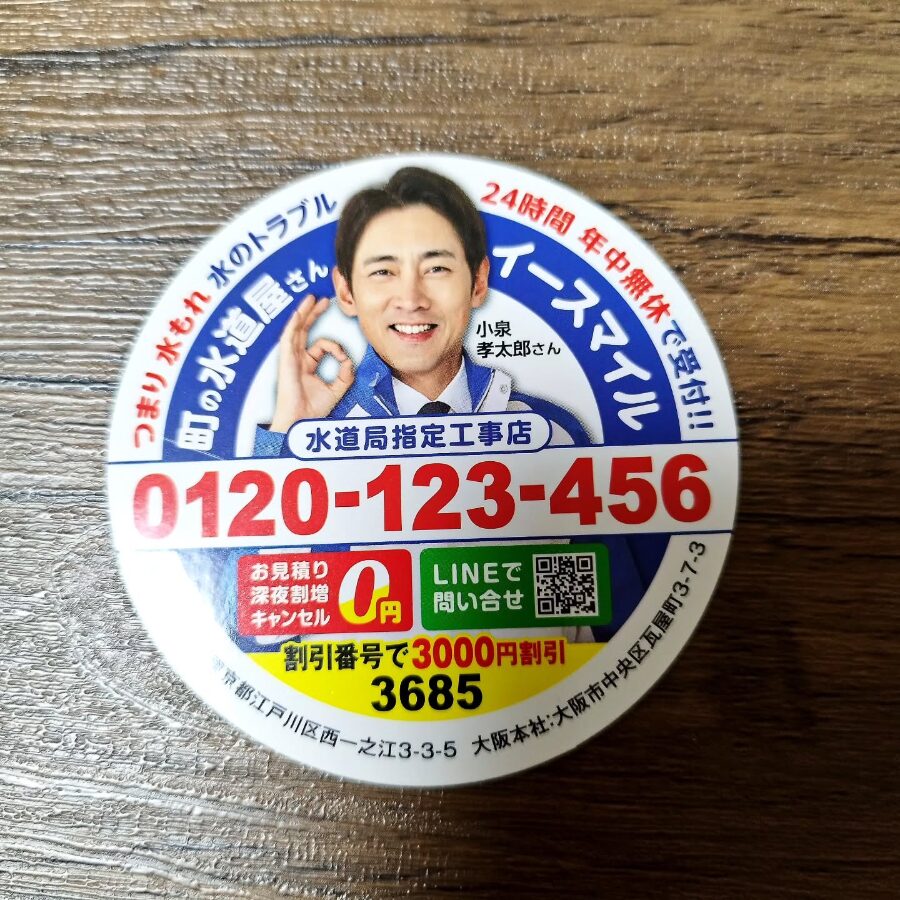 つまり 水もれ 水のトラブル
24時間 年中無休で受付!!
町の水道屋さん
イースマイル
小泉
孝太郎さん
水道局指定工事店
0120-123-456
お見積り
深夜割増
キャンセル
0円
LINEで
問い合せ
割引番号で3000円割引
3685
東京都江戸川区西一之江3-3-5 大阪本社:大阪市中央区瓦屋町3-7-3